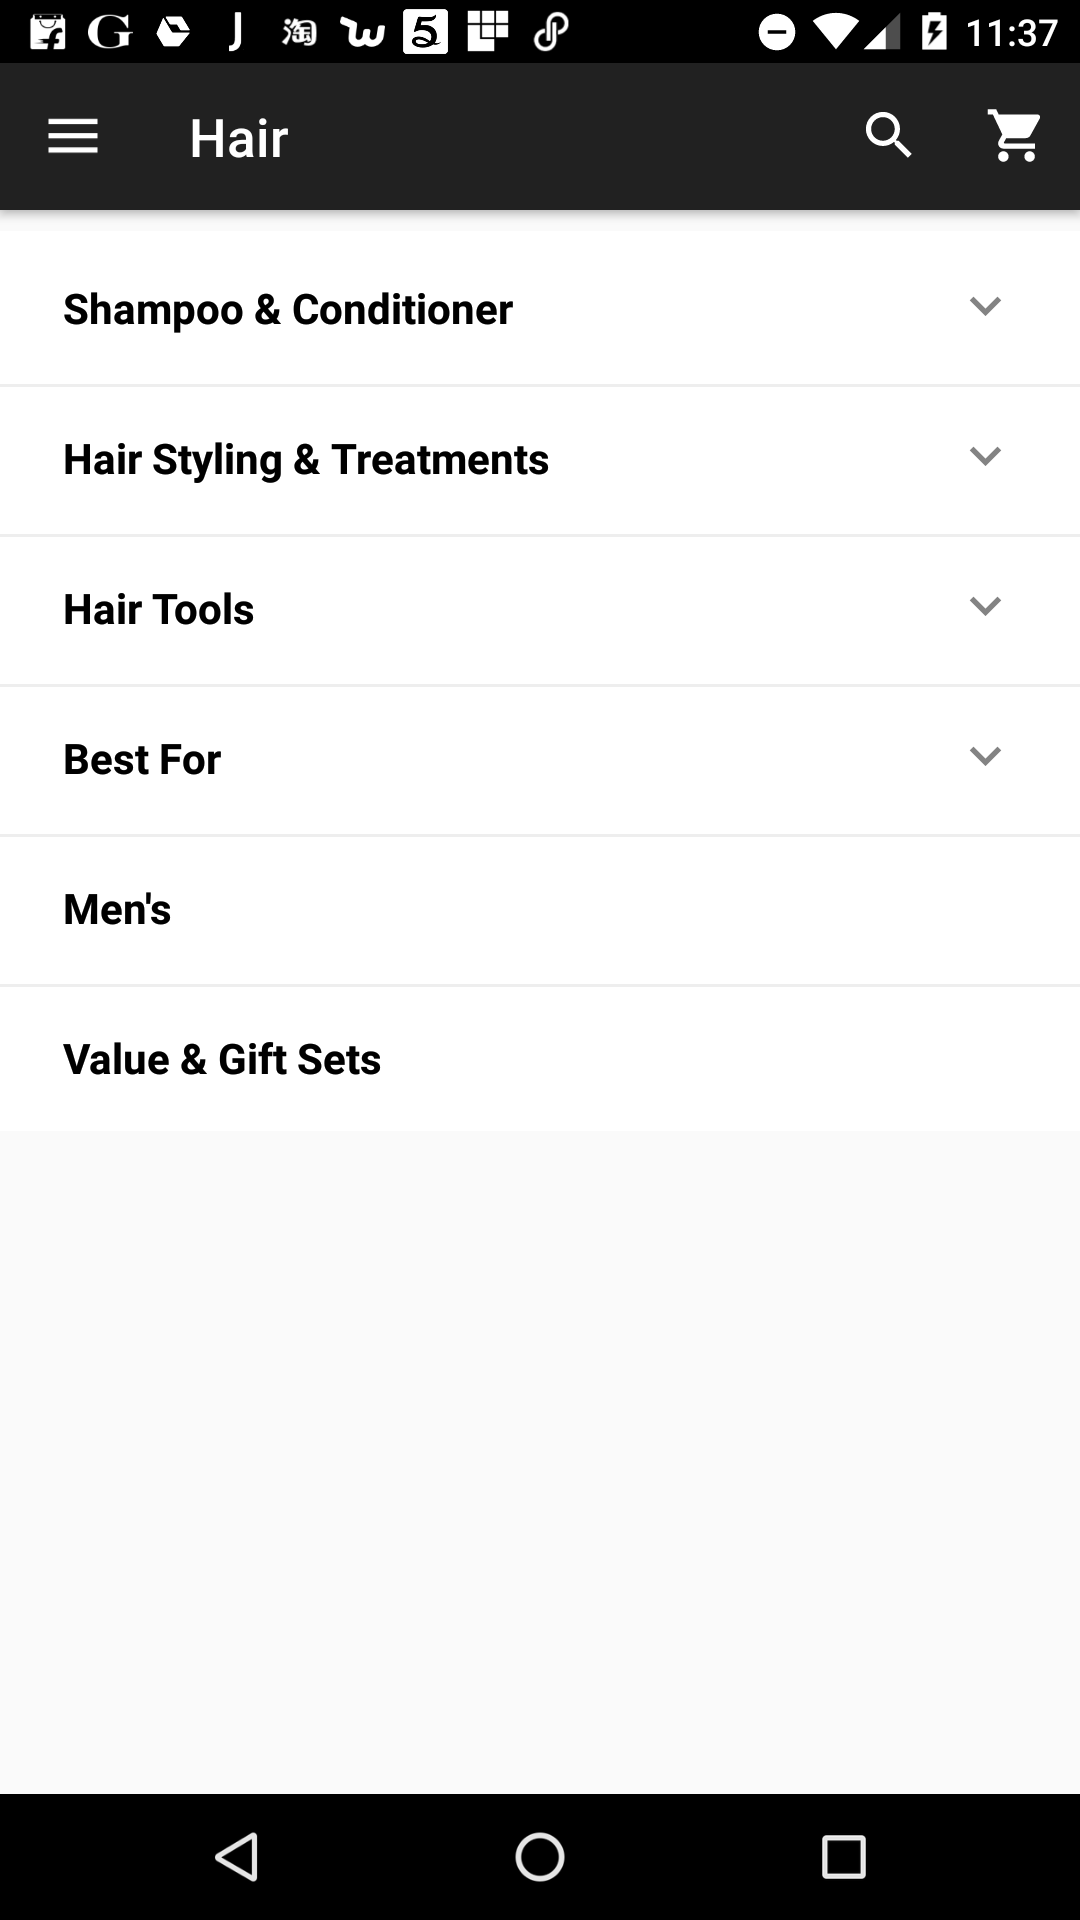 G J 淘 w 5 11:37
Hair
Shampoo & Conditioner
Hair Styling & Treatments
Hair Tools
Best For
Men's
Value & Gift Sets